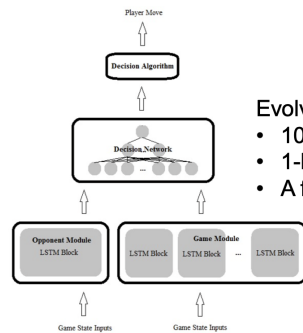 Player Move
Decision Algorithm
Evolv
• 10
• 1-l
• A f
Decision Network
...
Opponent Module
LSTM Block
Game Module
LSTM Block
LSTM Block
...
LSTM Block
Game State Inputs
Game State Inputs